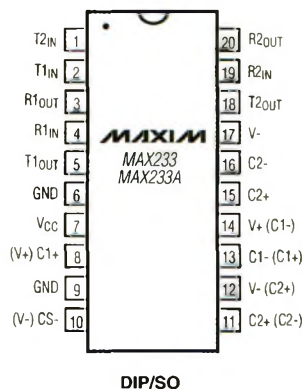 T2IN 1 20 R2OUT
T1IN 2 19 R2IN
R1OUT 3 18 T2OUT
R1IN 4 MAXIM 17 V-
T1OUT 5 MAX233 16 C2-
GND 6 MAX233A 15 C2+
VCC 7 14 V+ (C1-)
(V+) C1+ 8 13 C1- (C1+)
GND 9 12 V- (C2+)
(V-) CS- 10 11 C2+ (C2-)
DIP/SO